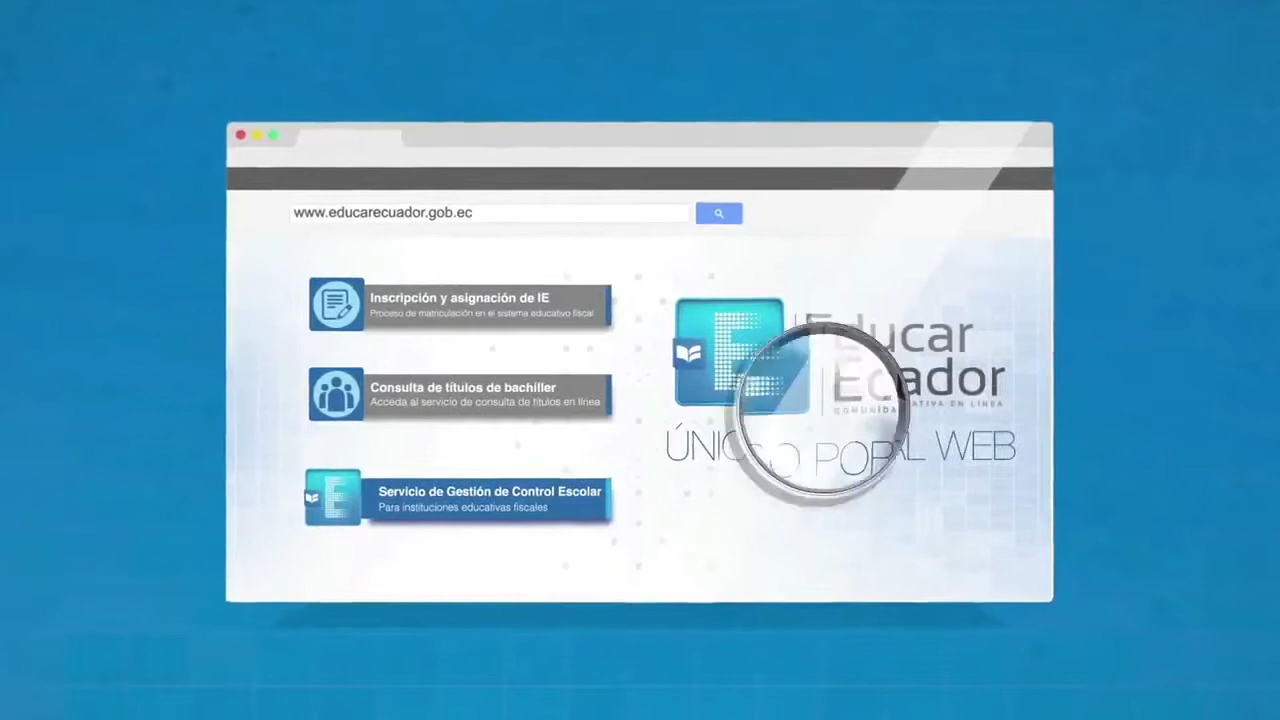 www.educarecuador.gob.ec
Inscripción y asignación de IE
Proceso de matriculación en el sistema educativo fiscal
Consulta de títulos de bachiller
Acceda al servicio de consulta de títulos en línea
E
Servicio de Gestión de Control Escolar
Para instituciones educativas fiscales
E
Educar
Ecuador
WEB